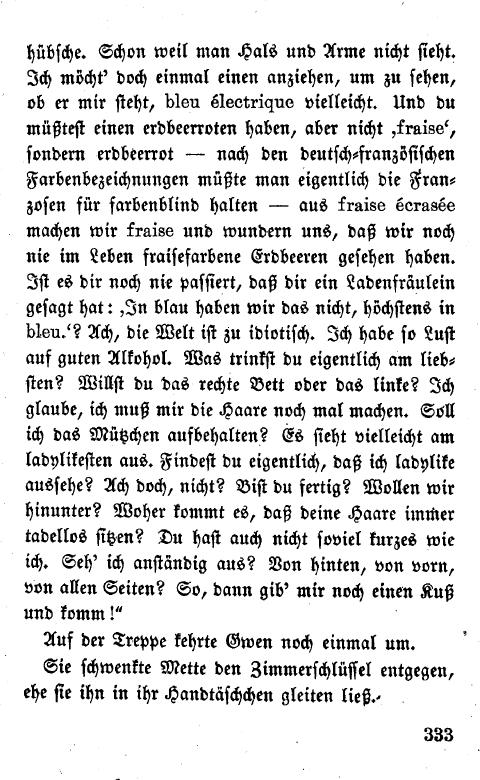 hübsche. Schon weil man Hals und Arme nicht sieht.
Ich möcht' doch einmal einen anziehen, um zu sehen,
ob er mir steht, bleu électrique vielleicht. Und du
müßtest einen erdbeerroten haben, aber nicht ‚fraise‘,
sondern erdbeerrot — nach den deutsch-französischen
Farbenbezeichnungen müßte man eigentlich die Fran-
zosen für farbenblind halten — aus fraise écrasée
machen wir fraise und wundern uns, daß wir noch
nie im Leben fraisefarbene Erdbeeren gesehen haben.
Ist es dir noch nie passiert, daß dir ein Ladenfräulein
gesagt hat: ‚In blau haben wir das nicht, höchstens in
bleu.‘? Ach, die Welt ist zu idiotisch. Ich habe so Lust
auf guten Alkohol. Was trinkst du eigentlich am lieb-
sten? Willst du das rechte Bett oder das linke? Ich
glaube, ich muß mir die Haare noch mal machen. Soll
ich das Mützchen aufbehalten? Es sieht vielleicht am
ladylikesten aus. Findest du eigentlich, daß ich ladylike
aussehe? Ach doch, nicht? Bist du fertig? Wollen wir
hinunter? Woher kommt es, daß deine Haare immer
tadellos sitzen? Du hast auch nicht soviel kurzes wie
ich. Seh' ich anständig aus? Von hinten, von vorn,
von allen Seiten? So, dann gib' mir noch einen Kuß
und komm!“
Auf der Treppe kehrte Gwen noch einmal um.
Sie schwenkte Mette den Zimmerschlüssel entgegen,
ehe sie ihn in ihr Handtäschchen gleiten ließ.
333